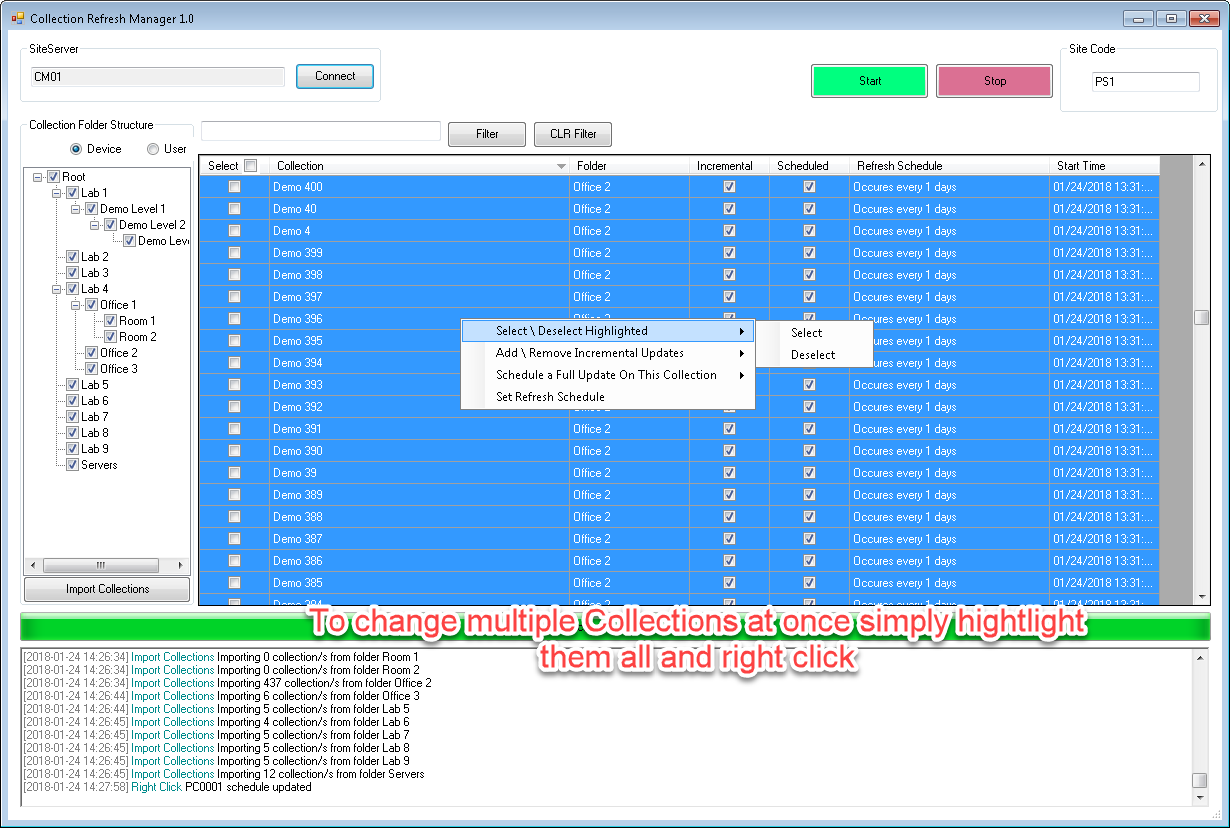 Collection Refresh Manager 1.0
SiteServer
CM01
Connect
Start
Stop
Site Code
PS1
Collection Folder Structure
Device
User
Filter
CLR Filter
Root
Lab 1
Demo Level 1
Demo Level 2
Demo Leve
Lab 2
Lab 3
Lab 4
Office 1
Room 1
Room 2
Office 2
Office 3
Lab 5
Lab 6
Lab 7
Lab 8
Lab 9
Servers
Import Collections
Select Collection Folder Incremental Scheduled Refresh Schedule Start Time
Demo 400 Office 2 Occures every 1 days 01/24/2018 13:31:...
Demo 40 Office 2 Occures every 1 days 01/24/2018 13:31:...
Demo 4 Office 2 Occures every 1 days 01/24/2018 13:31:...
Demo 399 Office 2 Occures every 1 days 01/24/2018 13:31:...
Demo 398 Office 2 Occures every 1 days 01/24/2018 13:31:...
Demo 397 Office 2 Occures every 1 days 01/24/2018 13:31:...
Demo 396 Office 2 Occures every 1 days 01/24/2018 13:31:...
Demo 395 Occures every 1 days 01/24/2018 13:31:...
Demo 394 Occures every 1 days 01/24/2018 13:31:...
Demo 393 Occures every 1 days 01/24/2018 13:31:...
Demo 392 Occures every 1 days 01/24/2018 13:31:...
Demo 391 Office 2 Occures every 1 days 01/24/2018 13:31:...
Demo 390 Office 2 Occures every 1 days 01/24/2018 13:31:...
Demo 39 Office 2 Occures every 1 days 01/24/2018 13:31:...
Demo 389 Office 2 Occures every 1 days 01/24/2018 13:31:...
Demo 388 Office 2 Occures every 1 days 01/24/2018 13:31:...
Demo 387 Office 2 Occures every 1 days 01/24/2018 13:31:...
Demo 386 Office 2 Occures every 1 days 01/24/2018 13:31:...
Demo 385 Office 2 Occures every 1 days 01/24/2018 13:31:...
Demo 384 Office 2 Occures every 1 days 01/24/2018 13:31:...
Select \ Deselect Highlighted
Add \ Remove Incremental Updates
Schedule a Full Update On This Collection
Set Refresh Schedule
Select
Deselect
To change multiple Collections at once simply hightlight
them all and right click
[2018-01-24 14:26:34] Import Collections Importing 0 collection/s from folder Room 1
[2018-01-24 14:26:34] Import Collections Importing 0 collection/s from folder Room 2
[2018-01-24 14:26:34] Import Collections Importing 437 collection/s from folder Office 2
[2018-01-24 14:26:44] Import Collections Importing 6 collection/s from folder Office 3
[2018-01-24 14:26:44] Import Collections Importing 5 collection/s from folder Lab 5
[2018-01-24 14:26:45] Import Collections Importing 4 collection/s from folder Lab 6
[2018-01-24 14:26:45] Import Collections Importing 5 collection/s from folder Lab 7
[2018-01-24 14:26:45] Import Collections Importing 5 collection/s from folder Lab 8
[2018-01-24 14:26:45] Import Collections Importing 5 collection/s from folder Lab 9
[2018-01-24 14:26:45] Import Collections Importing 12 collection/s from folder Servers
[2018-01-24 14:27:58] Right Click PC0001 schedule updated